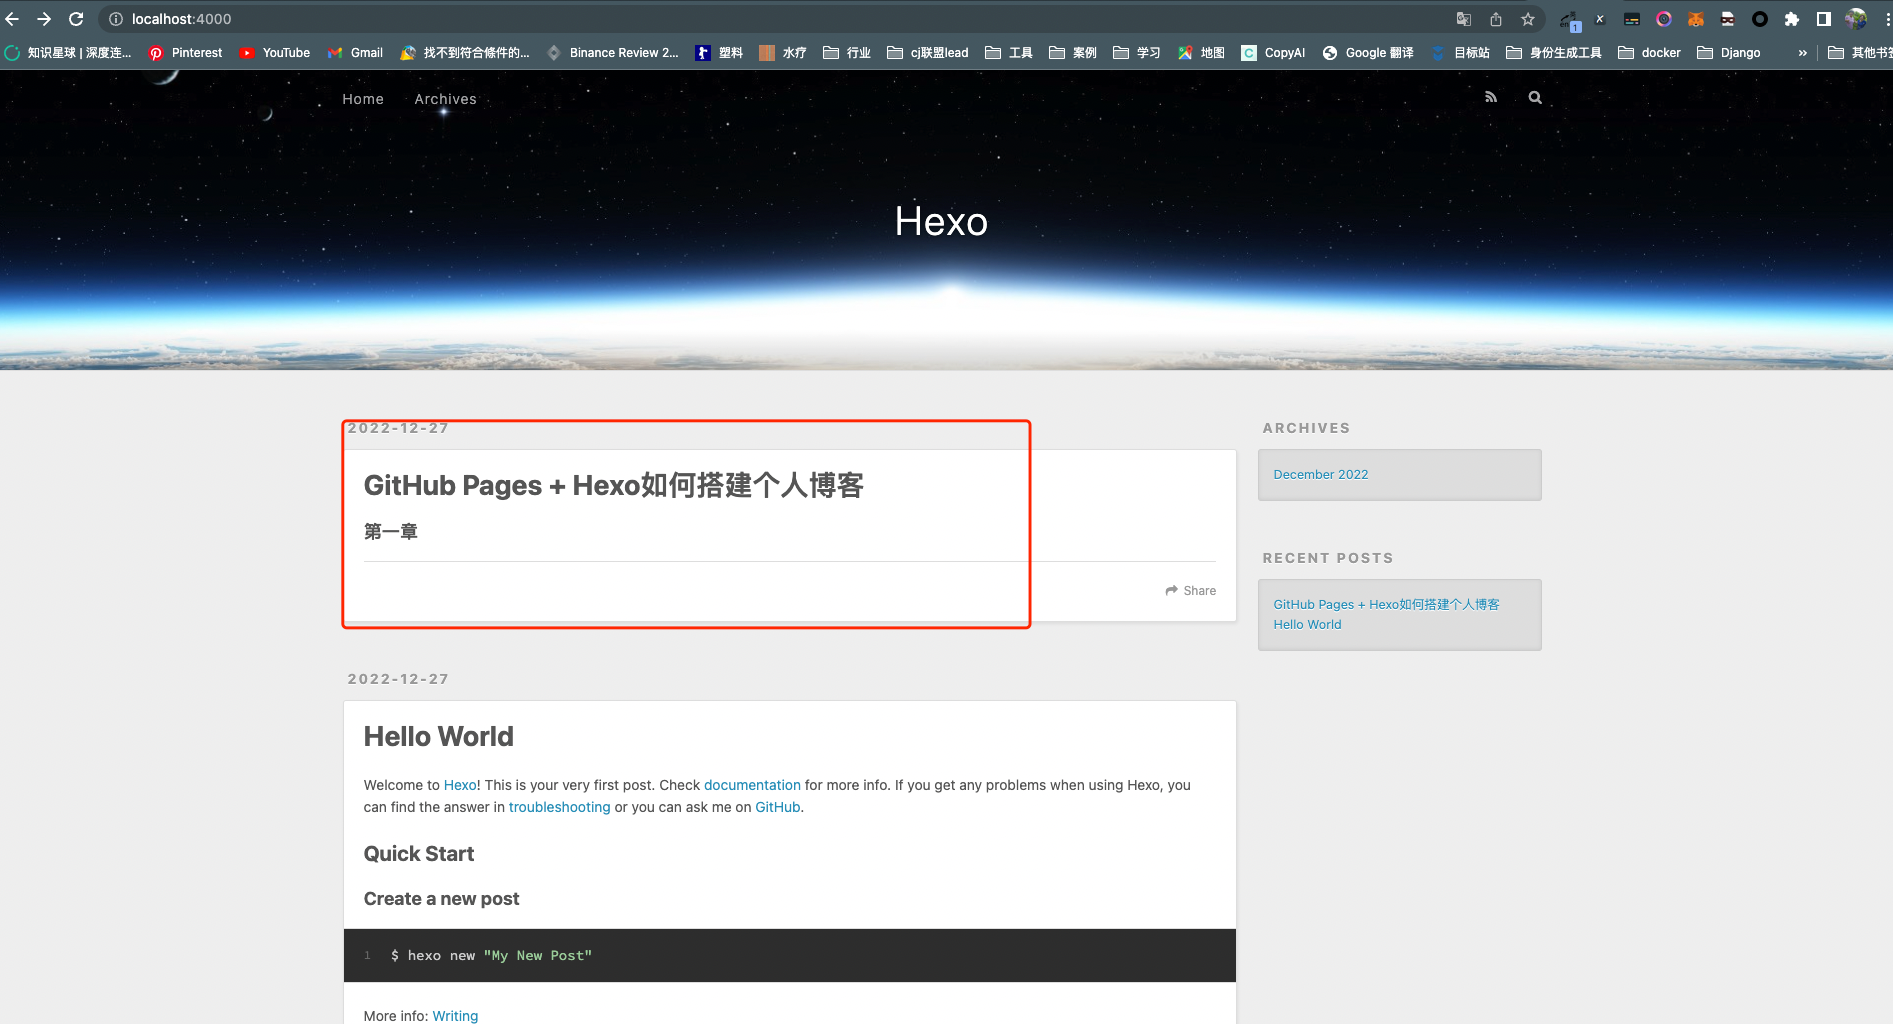 localhost:4000
知识星球 | 深度连... Pinterest YouTube Gmail 找不到符合條件的... Binance Review 2... 塑料 水疗 行业 cj联盟lead 工具 案例 学习 地图 CopyAI Google 翻译 目标站 身份生成工具 docker Django » 其他书签
Home Archives
Hexo
2022-12-27
GitHub Pages + Hexo如何搭建个人博客
第一章
Share
2022-12-27
Hello World
Welcome to Hexo! This is your very first post. Check documentation for more info. If you get any problems when using Hexo, you
can find the answer in troubleshooting or you can ask me on GitHub.
Quick Start
Create a new post
1 $ hexo new "My New Post"
More info: Writing
ARCHIVES
December 2022
RECENT POSTS
GitHub Pages + Hexo如何搭建个人博客
Hello World